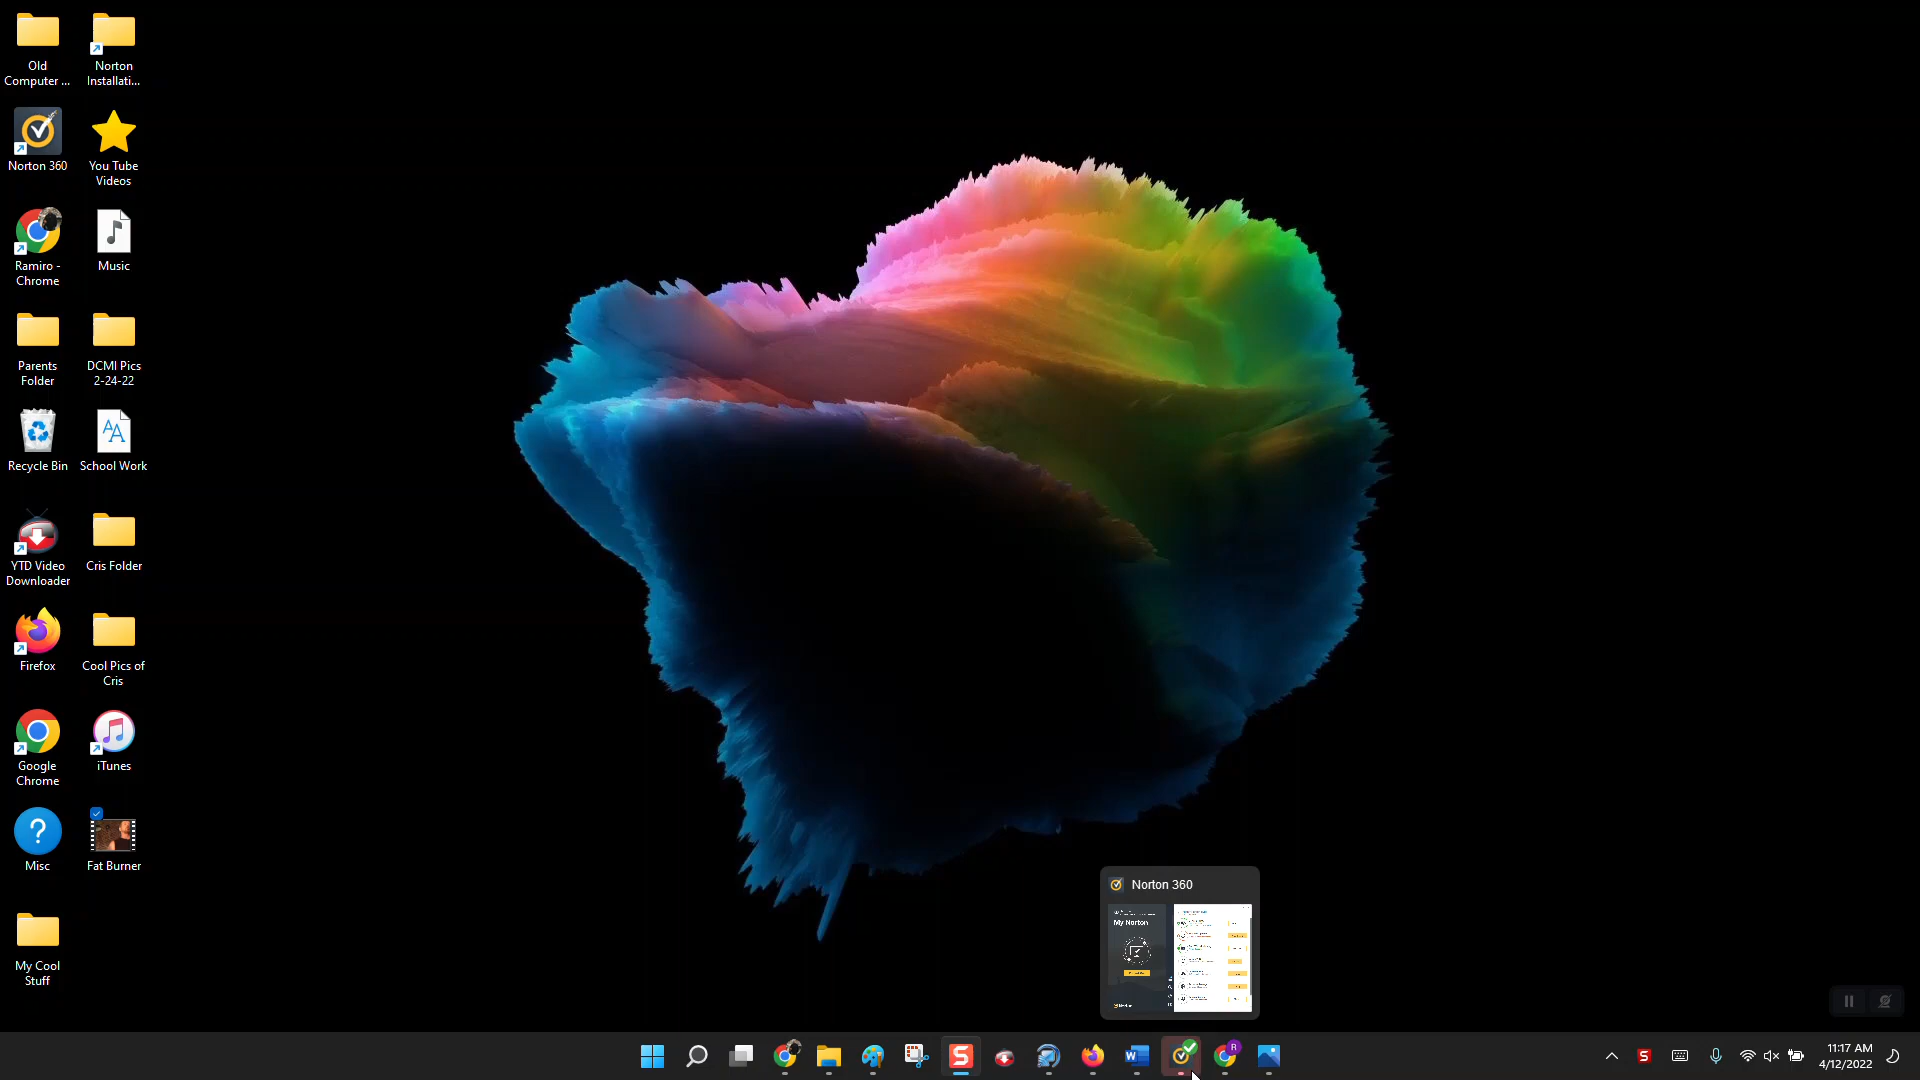 Old
Computer ...
Norton
Installati...
Norton 360
You Tube
Videos
Ramiro -
Chrome
Music
Parents
Folder
DCMI Pics
2-24-22
Recycle Bin
School Work
YTD Video
Downloader
Cris Folder
Firefox
Cool Pics of
Cris
Google
Chrome
iTunes
Misc
Fat Burner
My Cool
Stuff
Norton 360
My Norton
11:17 AM
4/12/2022